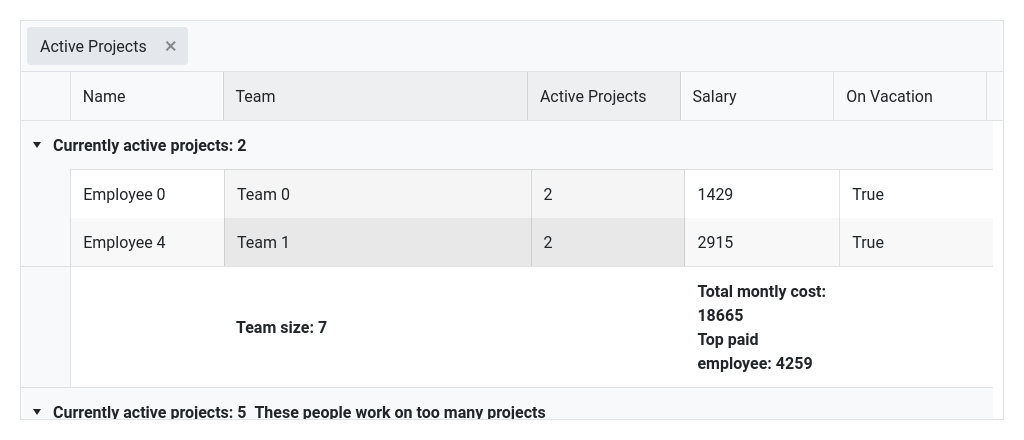 Active Projects ×
Name Team Active Projects Salary On Vacation
Currently active projects: 2
Employee 0 Team 0 2 1429 True
Employee 4 Team 1 2 2915 True
Team size: 7
Total montly cost:
18665
Top paid
employee: 4259
Currently active projects: 5 These people work on too many projects